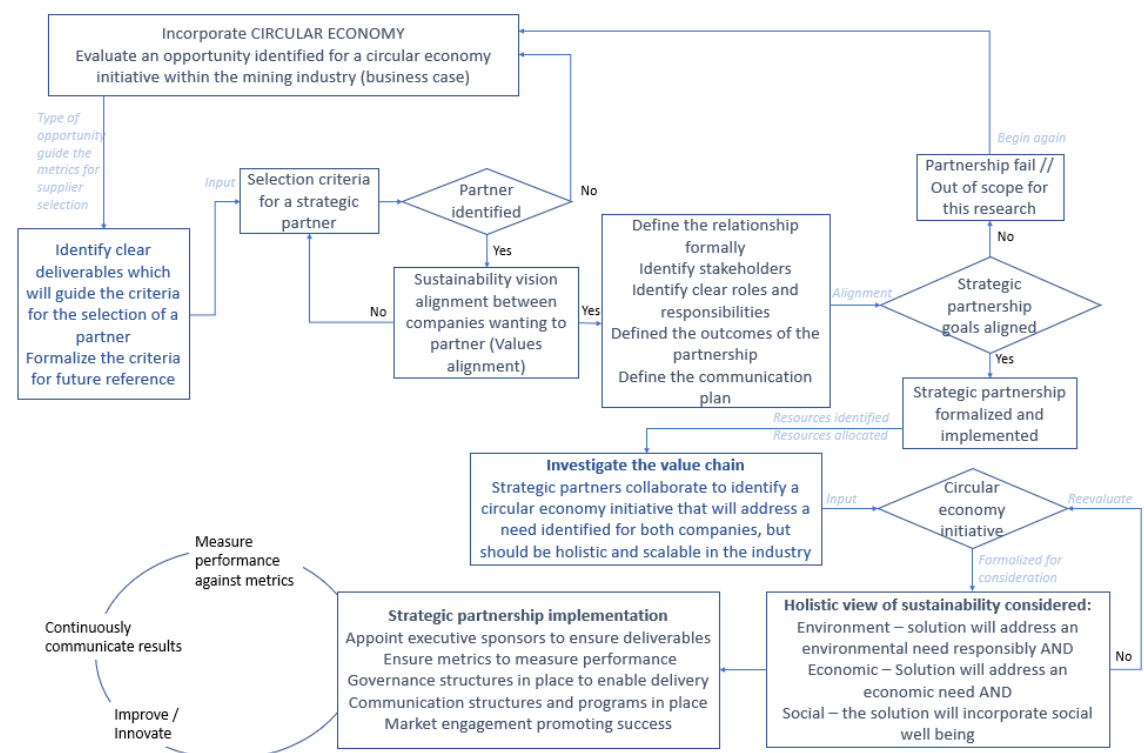 Incorporate CIRCULAR ECONOMY
Evaluate an opportunity identified for a circular economy
initiative within the mining industry (business case)
Type of
opportunity
guide the
metrics for
supplier
selection
Identify clear
deliverables which
will guide the criteria
for the selection of a
partner
Formalize the criteria
for future reference
Input
Selection criteria
for a strategic
partner
Partner
identified
No
Yes
Sustainability vision
alignment between
companies wanting to
partner (Values
alignment)
No
Yes
Define the relationship
formally
Identify stakeholders
Identify clear roles and
responsibilities
Defined the outcomes of the
partnership
Define the communication
plan
Alignment
Strategic
partnership
goals aligned
No
Partnership fail //
Out of scope for
this research
Begin again
Yes
Strategic partnership
formalized and
implemented
Resources identified
Resources allocated
Investigate the value chain
Strategic partners collaborate to identify a
circular economy initiative that will address a
need identified for both companies, but
should be holistic and scalable in the industry
Input
Circular
economy
initiative
Reevaluate
Formalized for
consideration
Holistic view of sustainability considered:
Environment – solution will address an
environmental need responsibly AND
Economic – Solution will address an
economic need AND
Social – the solution will incorporate social
well being
No
Strategic partnership implementation
Appoint executive sponsors to ensure deliverables
Ensure metrics to measure performance
Governance structures in place to enable delivery
Communication structures and programs in place
Market engagement promoting success
Measure
performance
against metrics
Continuously
communicate results
Improve /
Innovate